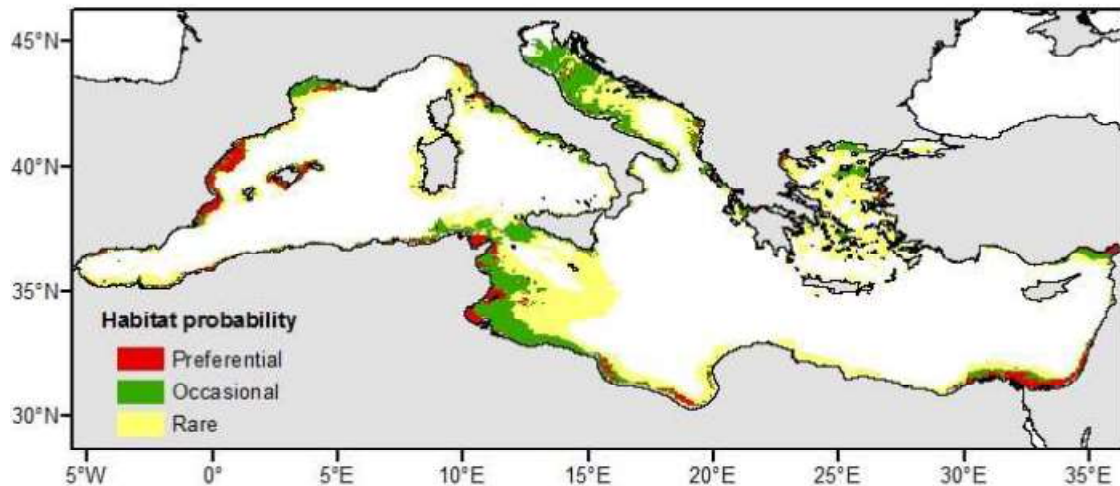 45°N
40°N
35°N
30°N
Habitat probability
Preferential
Occasional
Rare
5°W 0° 5°E 10°E 15°E 20°E 25°E 30°E 35°E